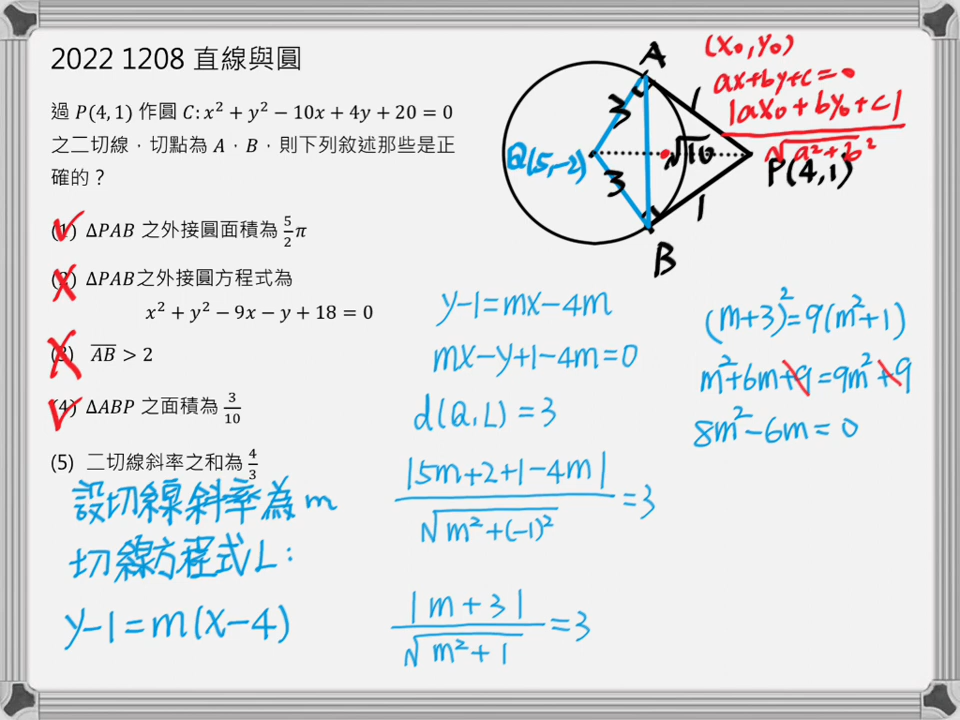 2022 1208 直線與圓
過 P(4, 1) 作圓 C: x² + y² − 10x + 4y + 20 = 0
之二切線，切點為 A，B，則下列敘述那些是正
確的？
(1) ΔPAB 之外接圓面積為 5/2 π
(2) ΔPAB之外接圓方程式為
x² + y² − 9x − y + 18 = 0
(3) AB > 2
(4) ΔABP 之面積為 3/10
(5) 二切線斜率之和為 4/3
設切線斜率為 m
切線方程式 L:
y-1=m(x-4)
y-1=mx-4m
mx-y+1-4m=0
d(Q,L)=3
|5m+2+1-4m| / √m²+(-1)² =3
|m+3| / √m²+1 =3
(m+3)²=9(m²+1)
m²+6m+9=9m²+9
8m²-6m=0
A
3
1
Q(5,-2)
√10
P(4,1)
3
1
B
(x₀,y₀)
ax+by+c=0
|ax₀+by₀+c| / √a²+b²